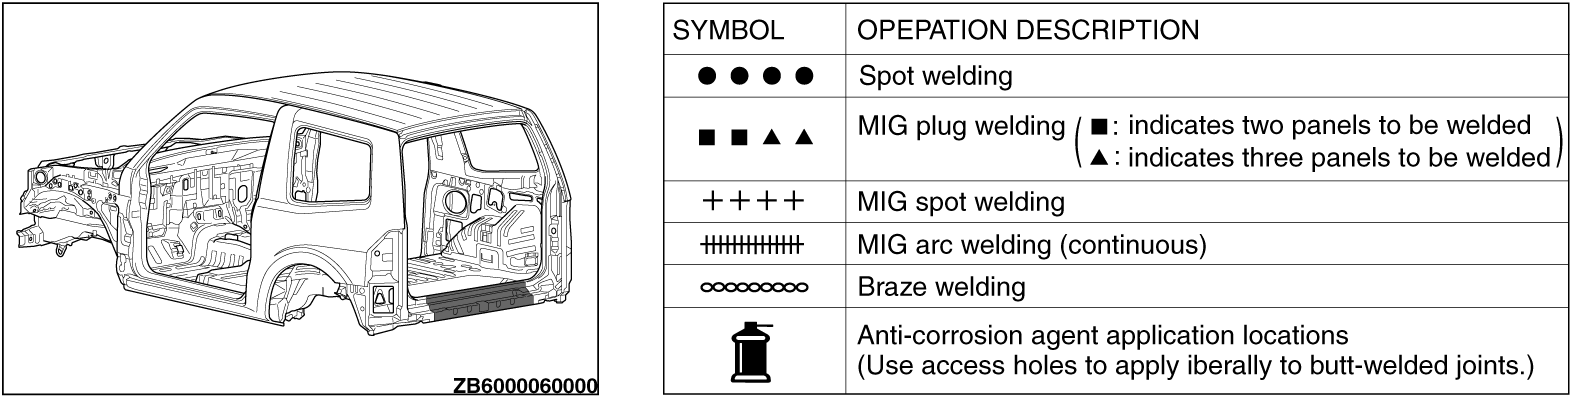 ZB6000060000
SYMBOL OPEPATION DESCRIPTION
Spot welding
MIG plug welding ( ■ : indicates two panels to be welded
▲ : indicates three panels to be welded )
MIG spot welding
MIG arc welding (continuous)
Braze welding
Anti-corrosion agent application locations
(Use access holes to apply iberally to butt-welded joints.)